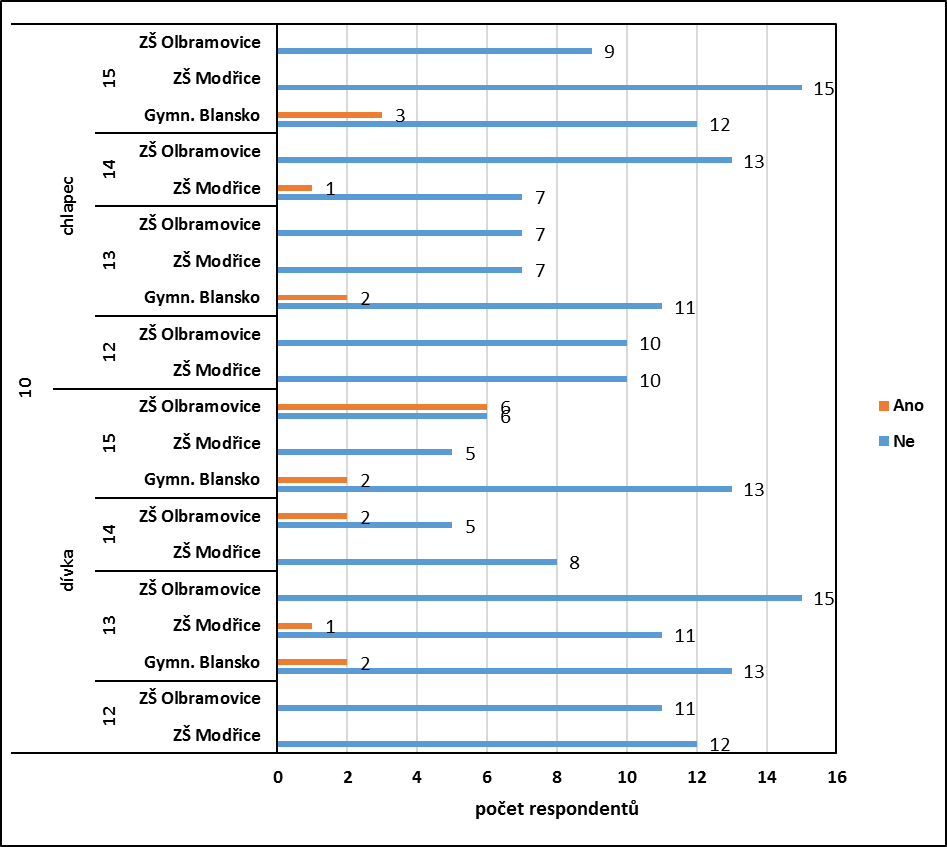 10
chlapec
15
ZŠ Olbramovice 9
ZŠ Modřice 15
Gymn. Blansko 3 12
14
ZŠ Olbramovice 13
ZŠ Modřice 1 7
13
ZŠ Olbramovice 7
ZŠ Modřice 7
Gymn. Blansko 2 11
12
ZŠ Olbramovice 10
ZŠ Modřice 10
dívka
15
ZŠ Olbramovice 6 6
ZŠ Modřice 5
Gymn. Blansko 2 13
14
ZŠ Olbramovice 2 5
ZŠ Modřice 8
13
ZŠ Olbramovice 15
ZŠ Modřice 1 11
Gymn. Blansko 2 13
12
ZŠ Olbramovice 11
ZŠ Modřice 12
0 2 4 6 8 10 12 14 16
počet respondentů
Ano
Ne